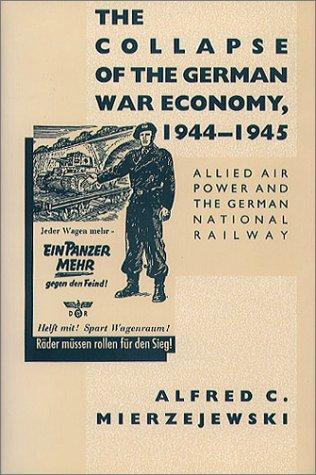 THE
COLLAPSE
OF THE GERMAN
WAR ECONOMY,
1944–1945
ALLIED AIR
POWER AND
THE GERMAN
NATIONAL
RAILWAY
Jeder Wagen mehr -
EIN PANZER
MEHR
gegen den Feind!
D R
Helft mit! Spart Wagenraum!
Räder müssen rollen für den Sieg!
ALFRED C.
MIERZEJEWSKI